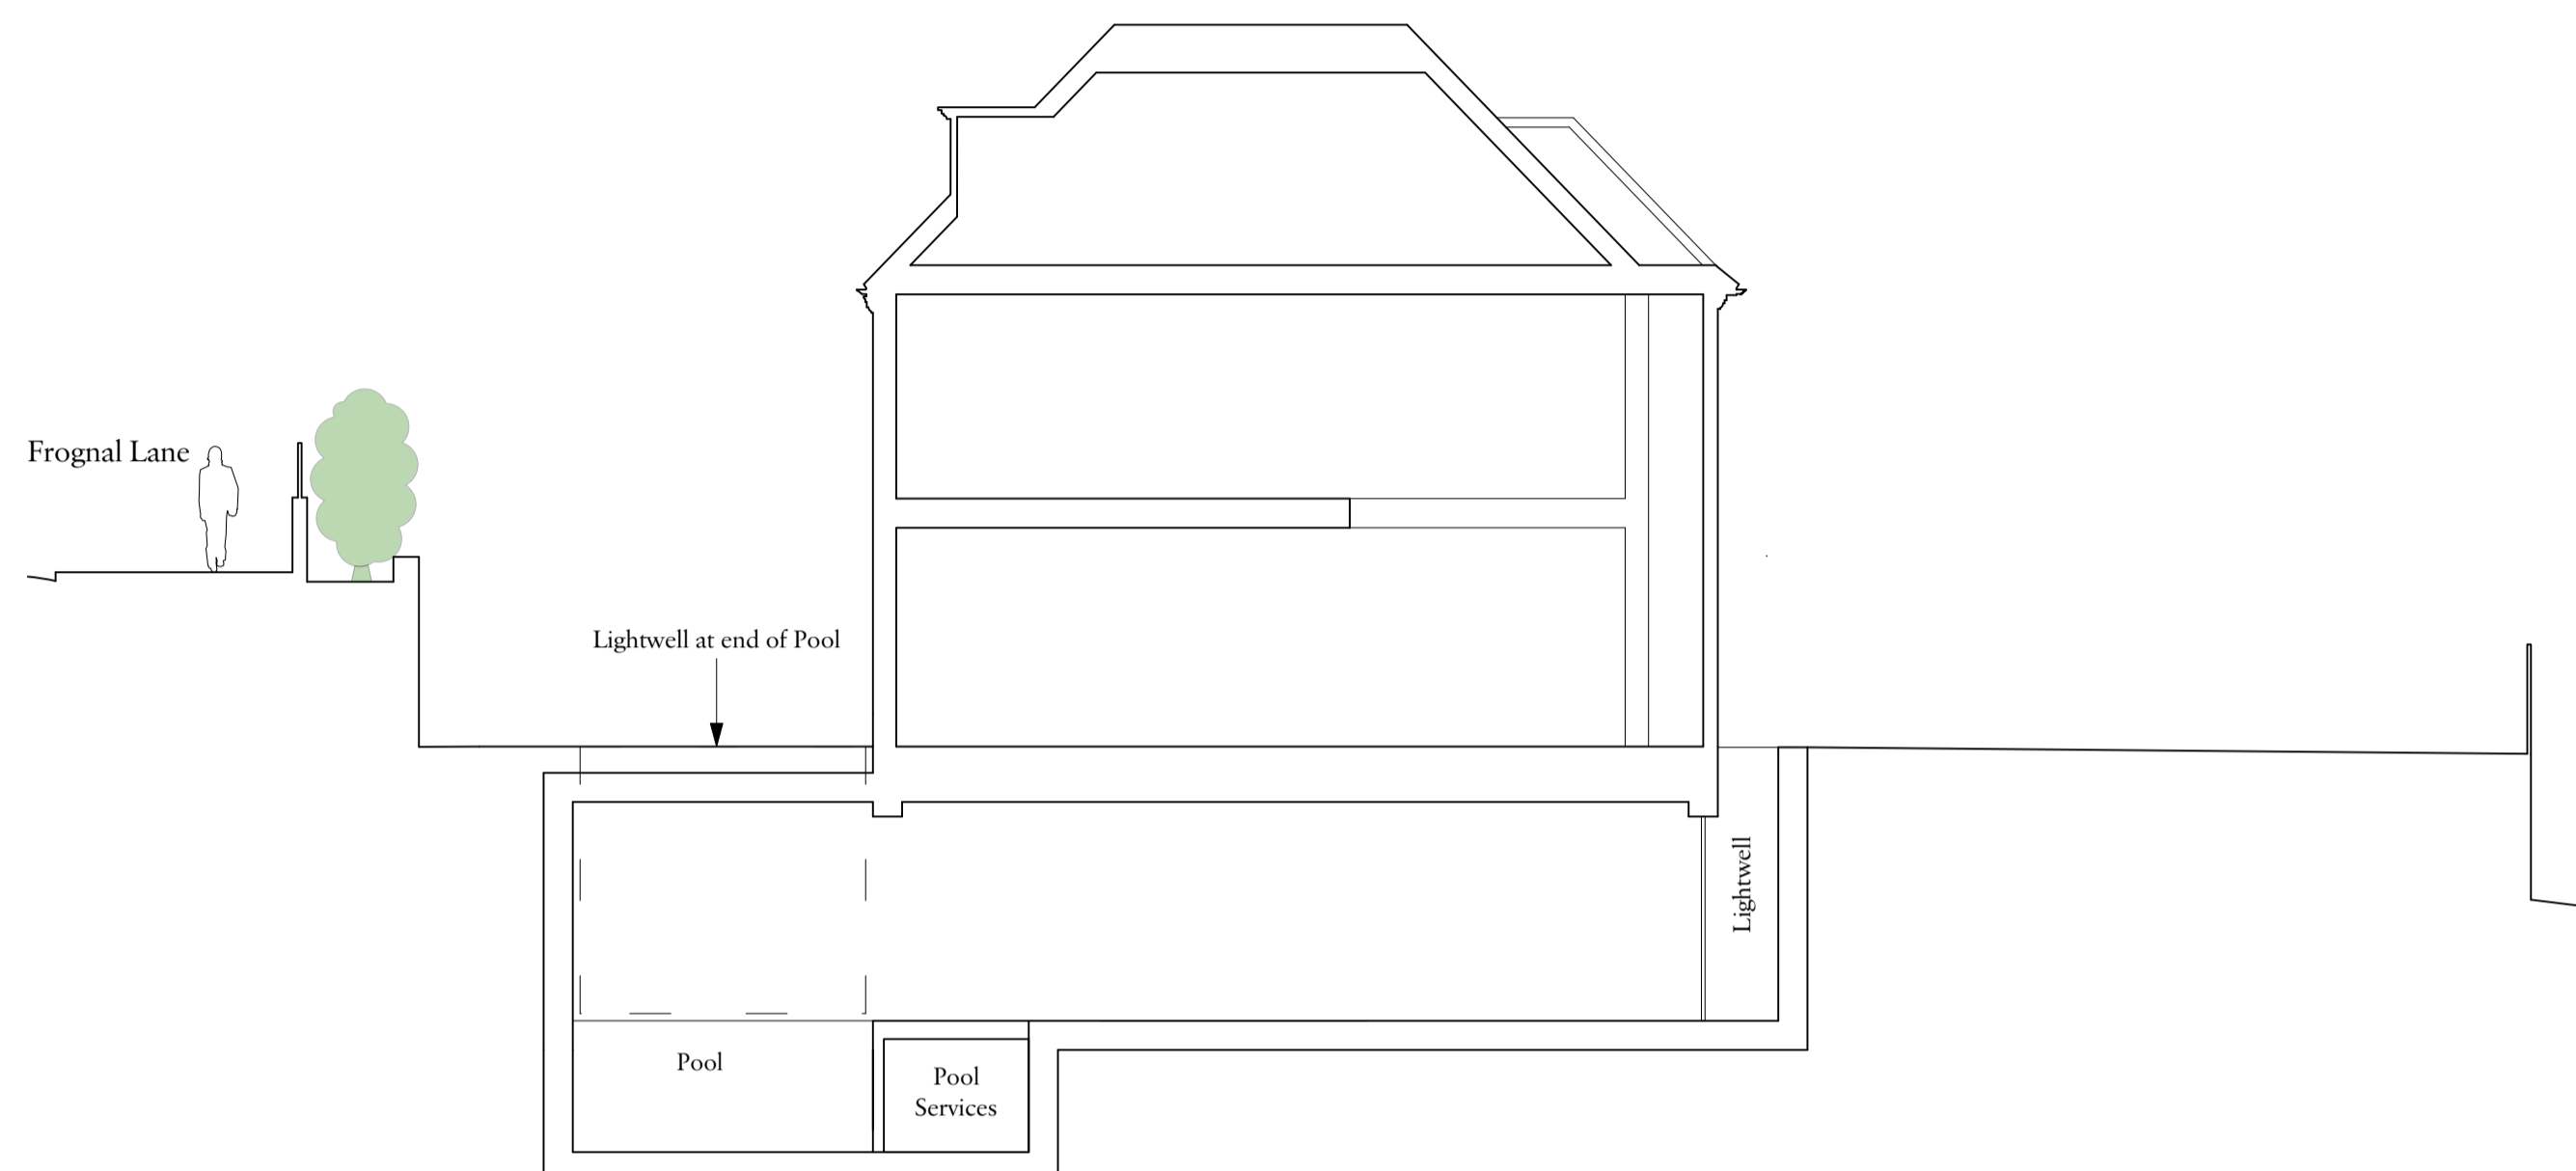 Frognal Lane
Lightwell at end of Pool
Lightwell
Pool
Pool
Services